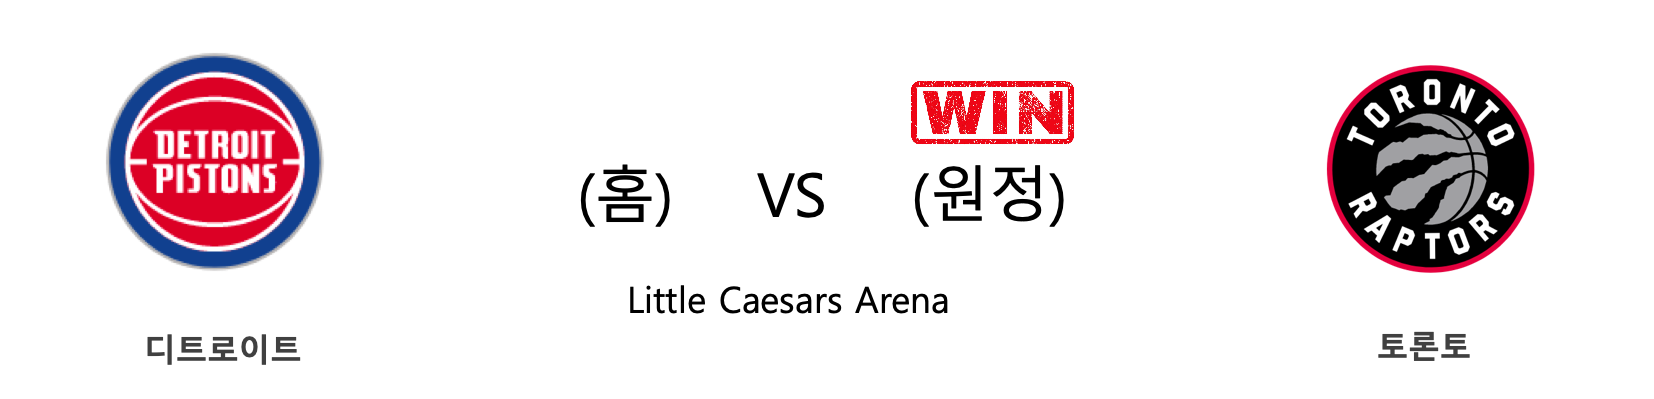 DETROIT
PISTONS
디트로이트
WIN
(홈) VS (원정)
Little Caesars Arena
TORONTO
RAPTORS
토론토